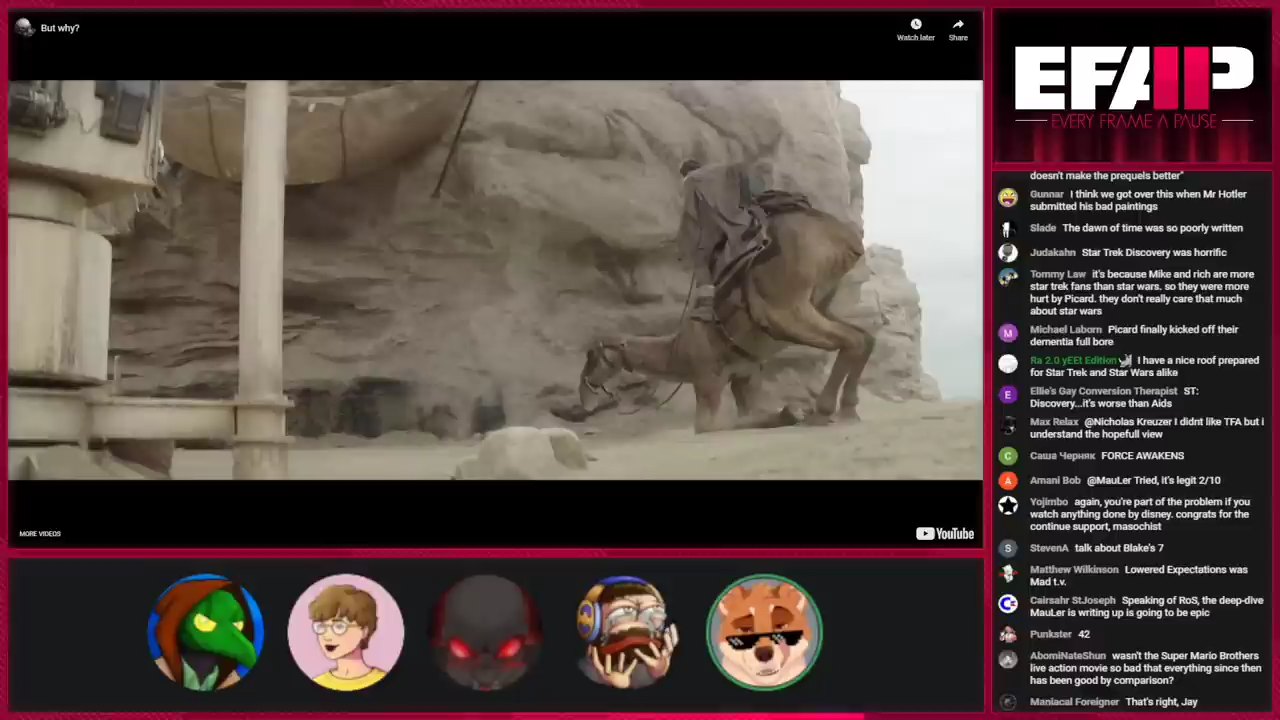 But why?
Watch later
Share
MORE VIDEOS
YouTube
EFAP
EVERY FRAME A PAUSE
doesn't make the prequels better"
Gunnar I think we got over this when Mr Hotler
submitted his bad paintings
Slade The dawn of time was so poorly written
Judakahn Star Trek Discovery was horrific
Tommy Law it's because Mike and rich are more
star trek fans than star wars. so they were more
hurt by Picard. they don't really care that much
about star wars
Michael Laborn Picard finally kicked off their
dementia full bore
Ra 2.0 yEEt Edition I have a nice roof prepared
for Star Trek and Star Wars alike
Ellie's Gay Conversion Therapist ST:
Discovery...it's worse than Aids
Max Relax @Nicholas Kreuzer I didnt like TFA but i
understand the hopefull view
Саша Черняк FORCE AWAKENS
Amani Bob @MauLer Tried, it's legit 2/10
Yojimbo again, you're part of the problem if you
watch anything done by disney. congrats for the
continue support, masochist
StevenA talk about Blake's 7
Matthew Wilkinson Lowered Expectations was
Mad t.v.
Cairsahr StJoseph Speaking of RoS, the deep-dive
MauLer is writing up is going to be epic
Punkster 42
AbomiNateShun wasn't the Super Mario Brothers
live action movie so bad that everything since then
has been good by comparison?
Maniacal Foreigner That's right, Jay